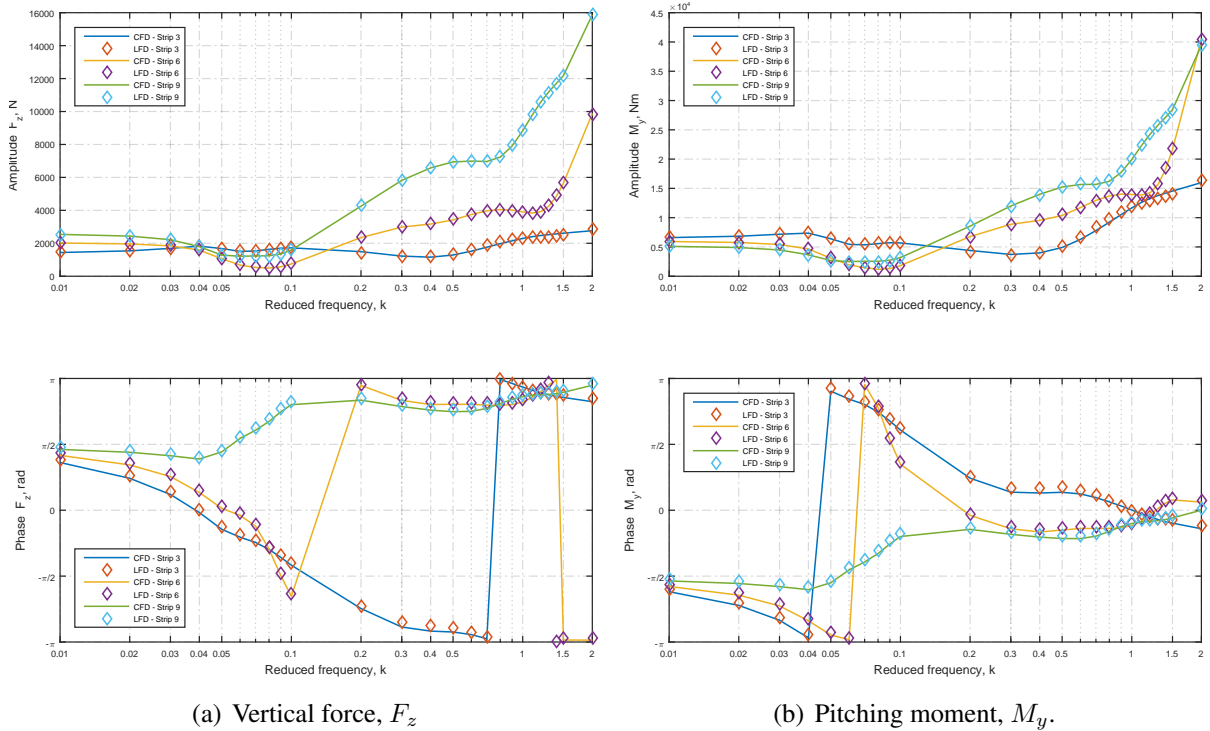 16000
14000
12000
10000
8000
6000
4000
2000
0
Amplitude F_z, N
CFD - Strip 3
LFD - Strip 3
CFD - Strip 6
LFD - Strip 6
CFD - Strip 9
LFD - Strip 9
0.01 0.02 0.03 0.04 0.05 0.1 0.2 0.3 0.4 0.5 1 1.5 2
Reduced frequency, k
× 10⁴
4.5
4
3.5
3
2.5
2
1.5
1
0.5
0
Amplitude M_y, Nm
CFD - Strip 3
LFD - Strip 3
CFD - Strip 6
LFD - Strip 6
CFD - Strip 9
LFD - Strip 9
0.01 0.02 0.03 0.04 0.05 0.1 0.2 0.3 0.4 0.5 1 1.5 2
Reduced frequency, k
π
π/2
0
-π/2
-π
Phase F_z, rad
CFD - Strip 3
LFD - Strip 3
CFD - Strip 6
LFD - Strip 6
CFD - Strip 9
LFD - Strip 9
0.01 0.02 0.03 0.04 0.05 0.1 0.2 0.3 0.4 0.5 1 1.5 2
Reduced frequency, k
π
π/2
0
-π/2
-π
Phase M_y, rad
CFD - Strip 3
LFD - Strip 3
CFD - Strip 6
LFD - Strip 6
CFD - Strip 9
LFD - Strip 9
0.01 0.02 0.03 0.04 0.05 0.1 0.2 0.3 0.4 0.5 1 1.5 2
Reduced frequency, k
(a) Vertical force, F_z
(b) Pitching moment, M_y.